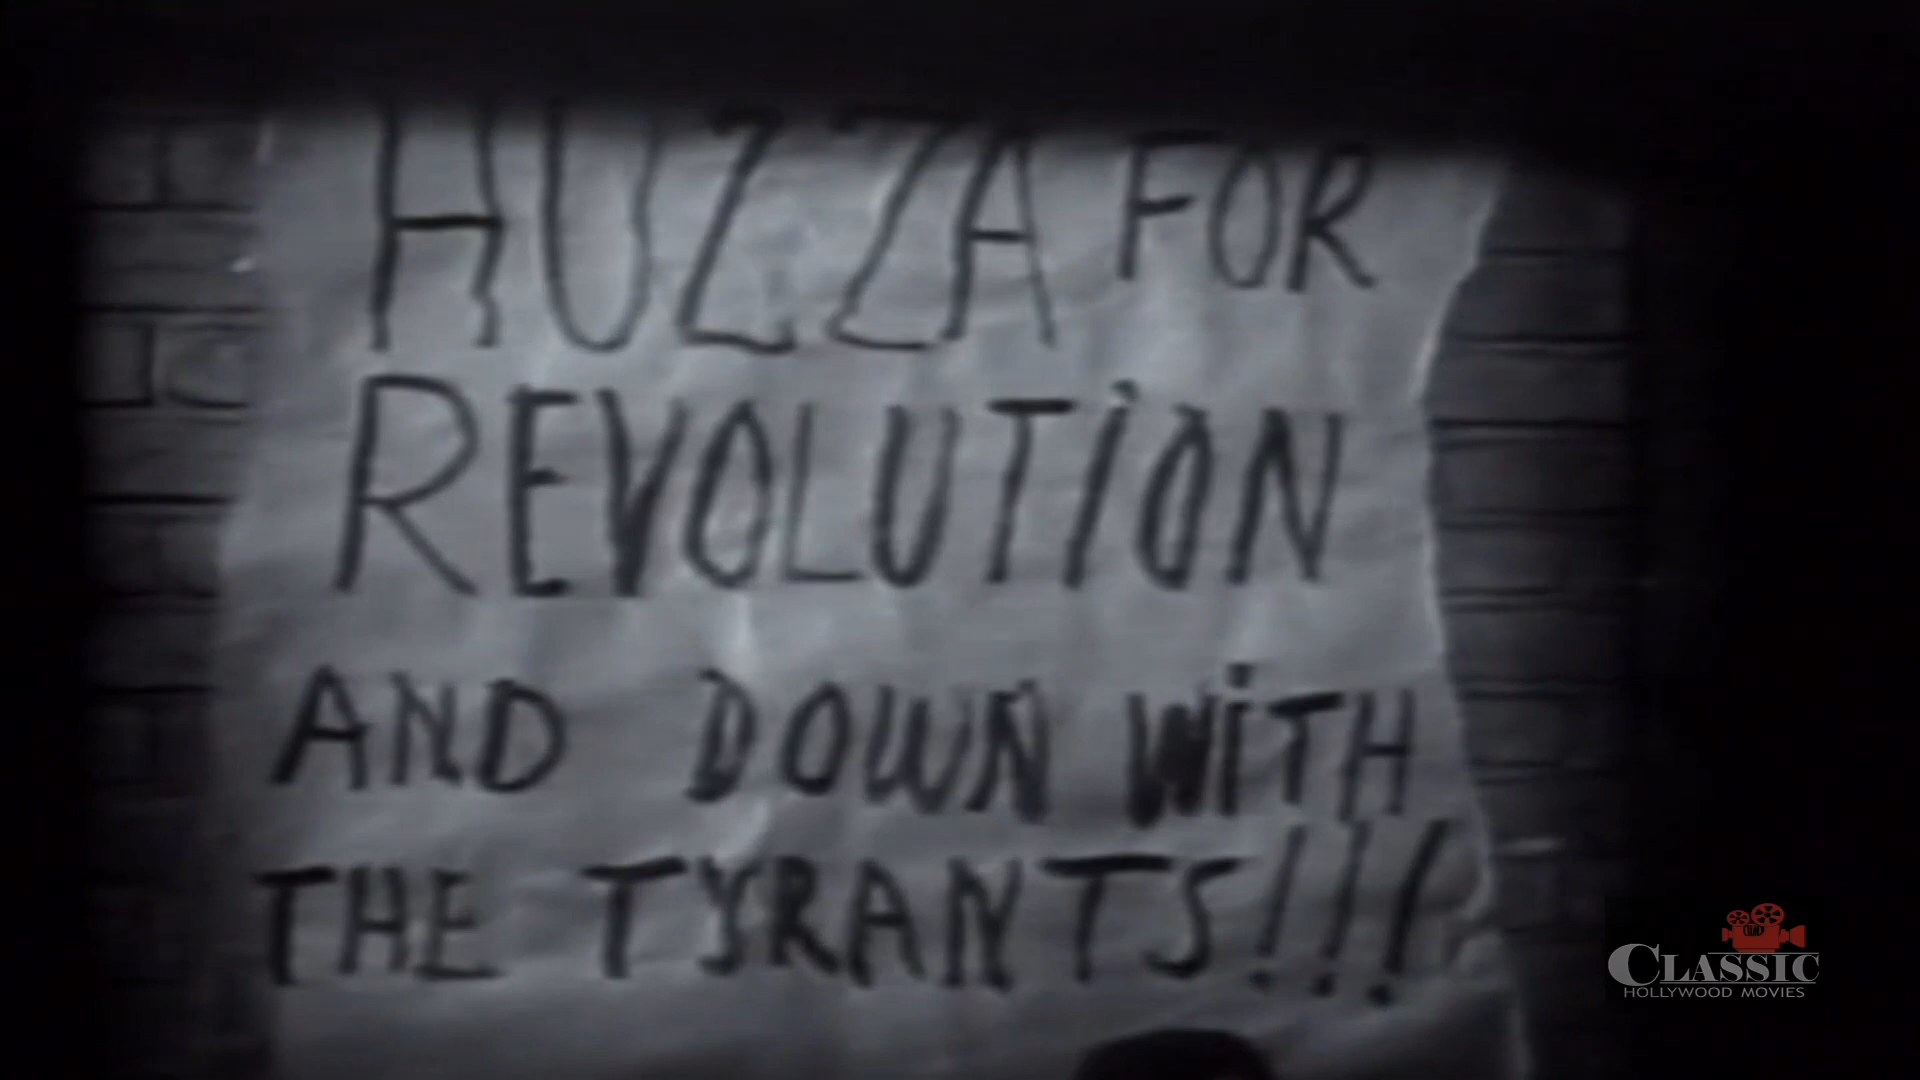 HUZZA FOR
REVOLUTiON
AND DOWN WiTH
THE TYRANTS!!!
CLASSIC
HOLLYWOOD MOVIES